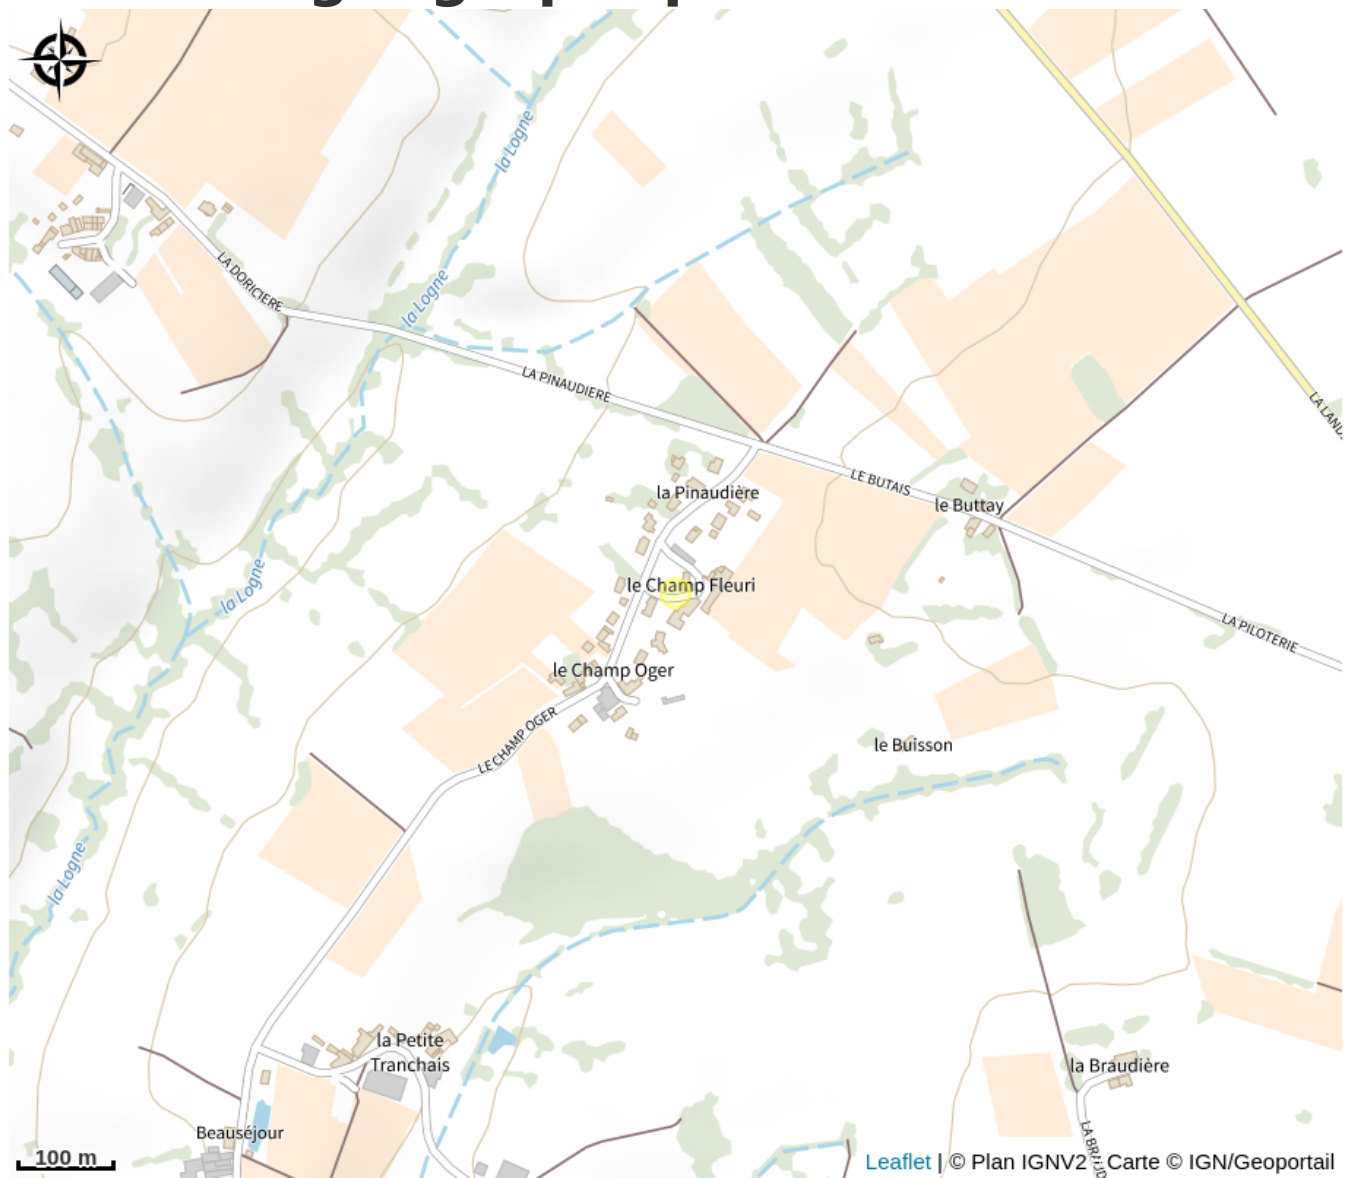 la Logne
LA DORICIERE
la Logne
LA PINAUDIERE
LE BUTAIS
la Pinaudière
le Buttay
le Champ Fleuri
la Logne
LA PILOTERIE
le Champ Oger
LE CHAMP OGER
le Buisson
la Logne
la Petite
Tranchais
la Braudière
Beauséjour
100 m
Leaflet | © Plan IGNV2 - Carte © IGN/Geoportail